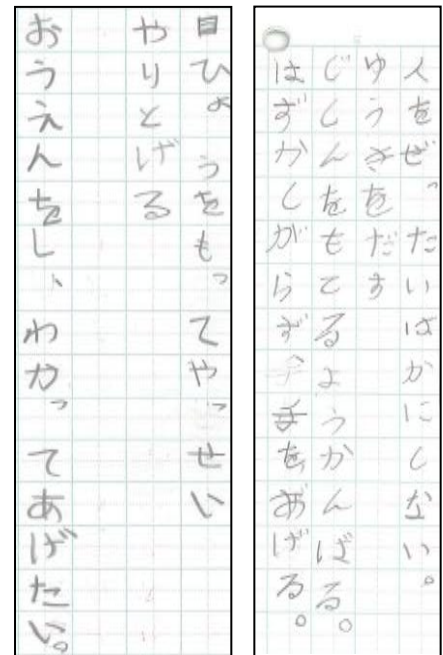 人をぜったいばかにしない。
ゆうきをだす
じしんをもてるようかんばる。
はずかしがらず手をあげる。
目ひょうをもってやっせい
やりとげる
おうえんをし、わかってあげたい。